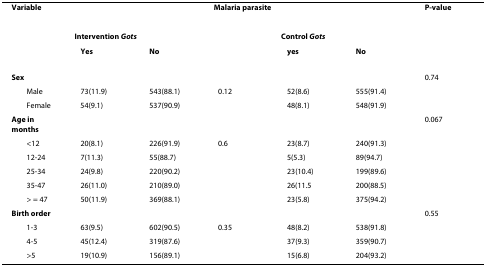 Variable Malaria parasite P-value
Intervention Gots Control Gots
Yes No yes No
Sex 0.74
Male 73(11.9) 543(88.1) 0.12 52(8.6) 555(91.4)
Female 54(9.1) 537(90.9) 48(8.1) 548(91.9)
Age in months 0.067
<12 20(8.1) 226(91.9) 0.6 23(8.7) 240(91.3)
12-24 7(11.3) 55(88.7) 5(5.3) 89(94.7)
25-34 24(9.8) 220(90.2) 23(10.4) 199(89.6)
35-47 26(11.0) 210(89.0) 26(11.5 200(88.5)
> = 47 50(11.9) 369(88.1) 23(5.8) 375(94.2)
Birth order 0.55
1-3 63(9.5) 602(90.5) 0.35 48(8.2) 538(91.8)
4-5 45(12.4) 319(87.6) 37(9.3) 359(90.7)
>5 19(10.9) 156(89.1) 15(6.8) 204(93.2)